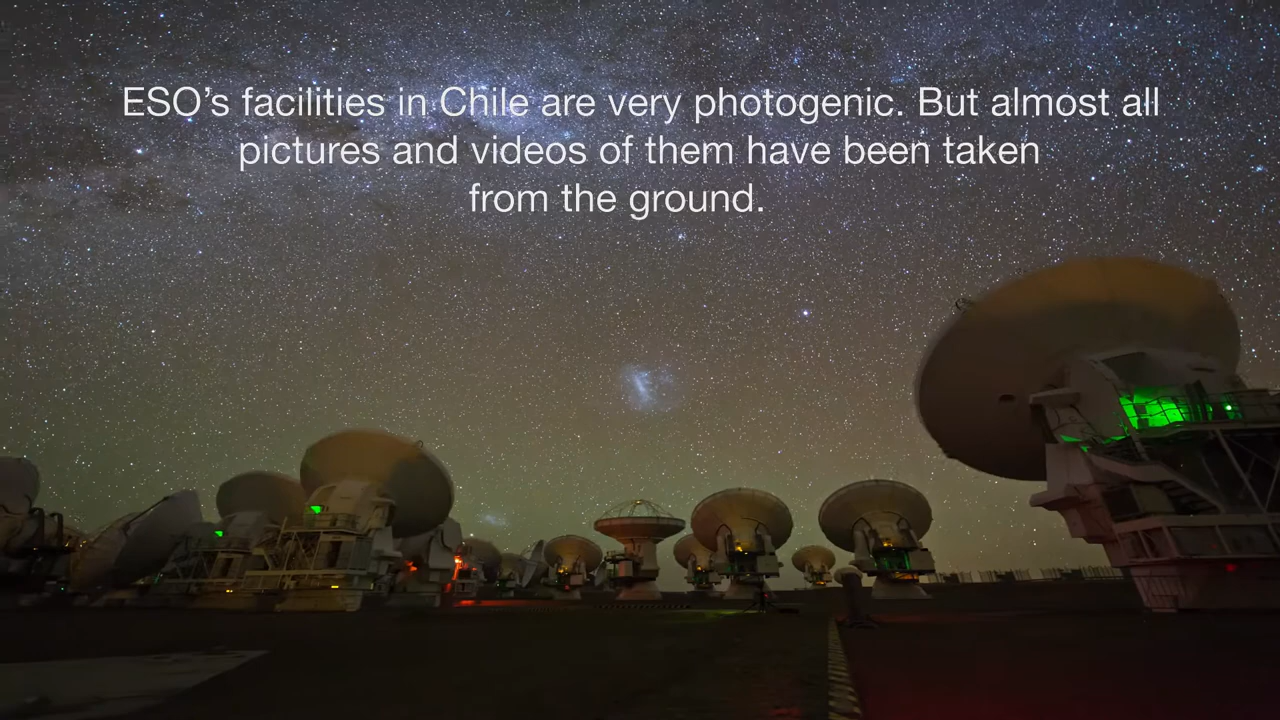 ESO’s facilities in Chile are very photogenic. But almost all
pictures and videos of them have been taken
from the ground.